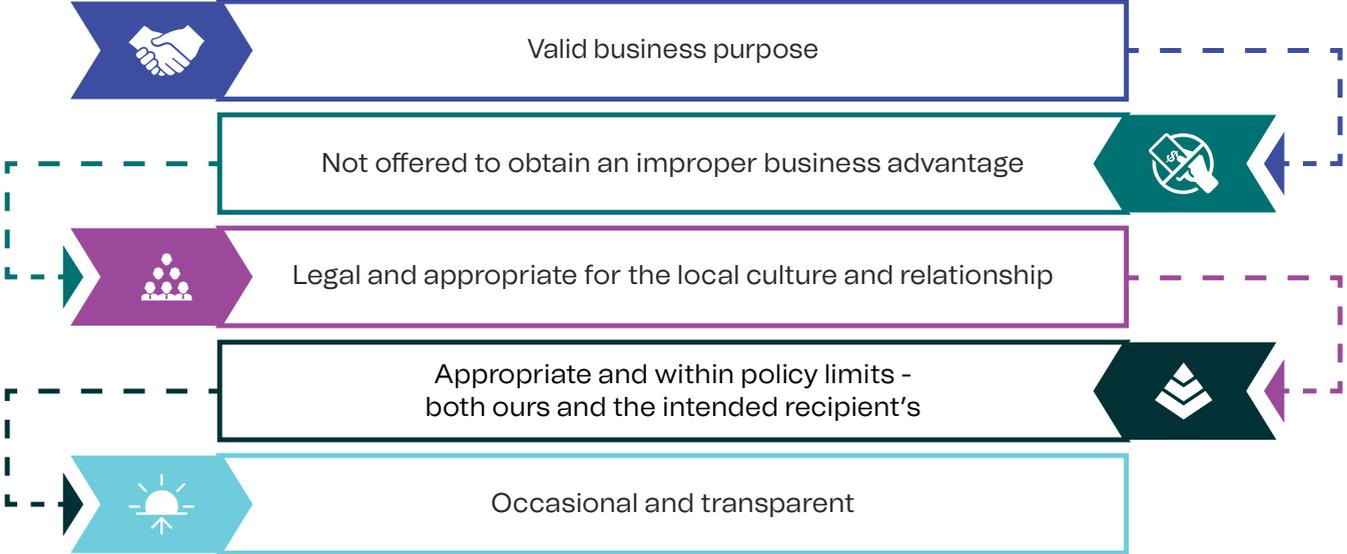 Valid business purpose
Not offered to obtain an improper business advantage
Legal and appropriate for the local culture and relationship
Appropriate and within policy limits -
both ours and the intended recipient’s
Occasional and transparent